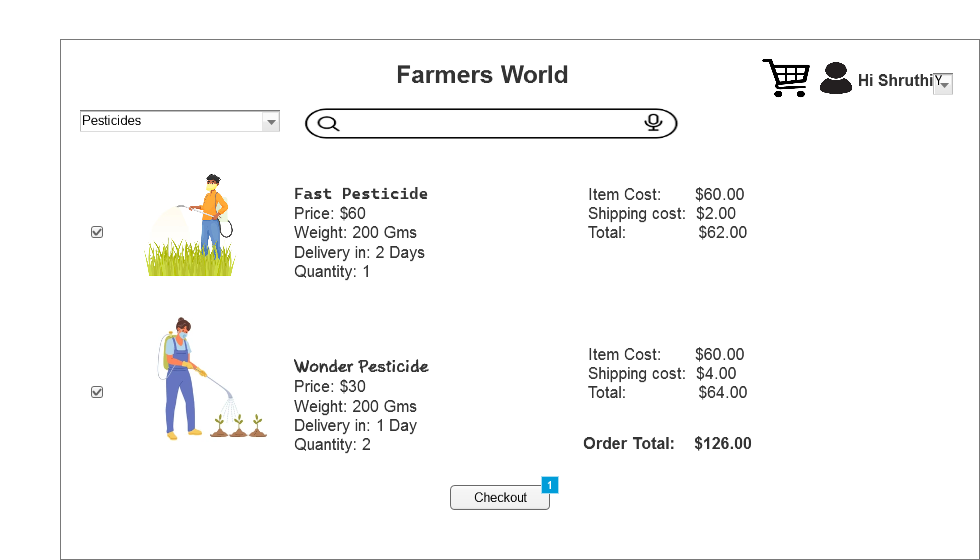 Farmers World
Hi Shruthi
Y
Pesticides
Fast Pesticide
Price: $60
Weight: 200 Gms
Delivery in: 2 Days
Quantity: 1
Item Cost: $60.00
Shipping cost: $2.00
Total: $62.00
Wonder Pesticide
Price: $30
Weight: 200 Gms
Delivery in: 1 Day
Quantity: 2
Item Cost: $60.00
Shipping cost: $4.00
Total: $64.00
Order Total: $126.00
Checkout
1